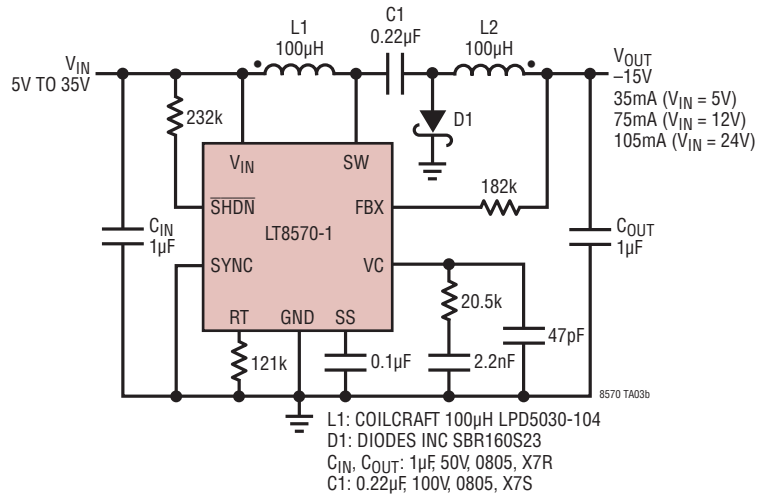 C1
0.22µF
L1
100µH
L2
100µH
VIN
5V TO 35V
VOUT
–15V
35mA (VIN = 5V)
75mA (VIN = 12V)
105mA (VIN = 24V)
232k
D1
VIN
SW
182k
SHDN
FBX
CIN
1µF
LT8570-1
COUT
1µF
SYNC
VC
20.5k
RT
GND
SS
47pF
121k
0.1µF
2.2nF
8570 TA03b
L1: COILCRAFT 100µH LPD5030-104
D1: DIODES INC SBR160S23
CIN, COUT: 1µF, 50V, 0805, X7R
C1: 0.22µF, 100V, 0805, X7S